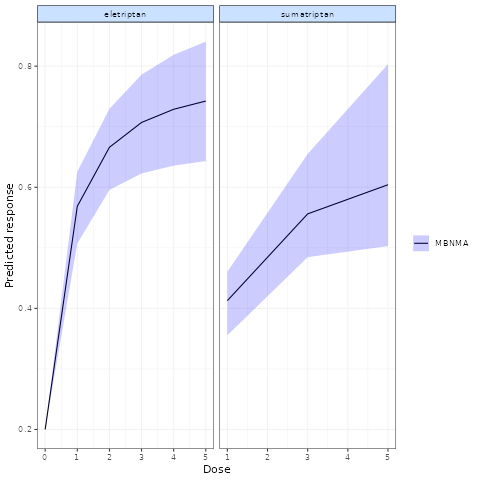 eletriptan sumatriptan
Predicted response
0.8
0.6
0.4
0.2
MBNMA
0 1 2 3 4 5 1 2 3 4 5
Dose